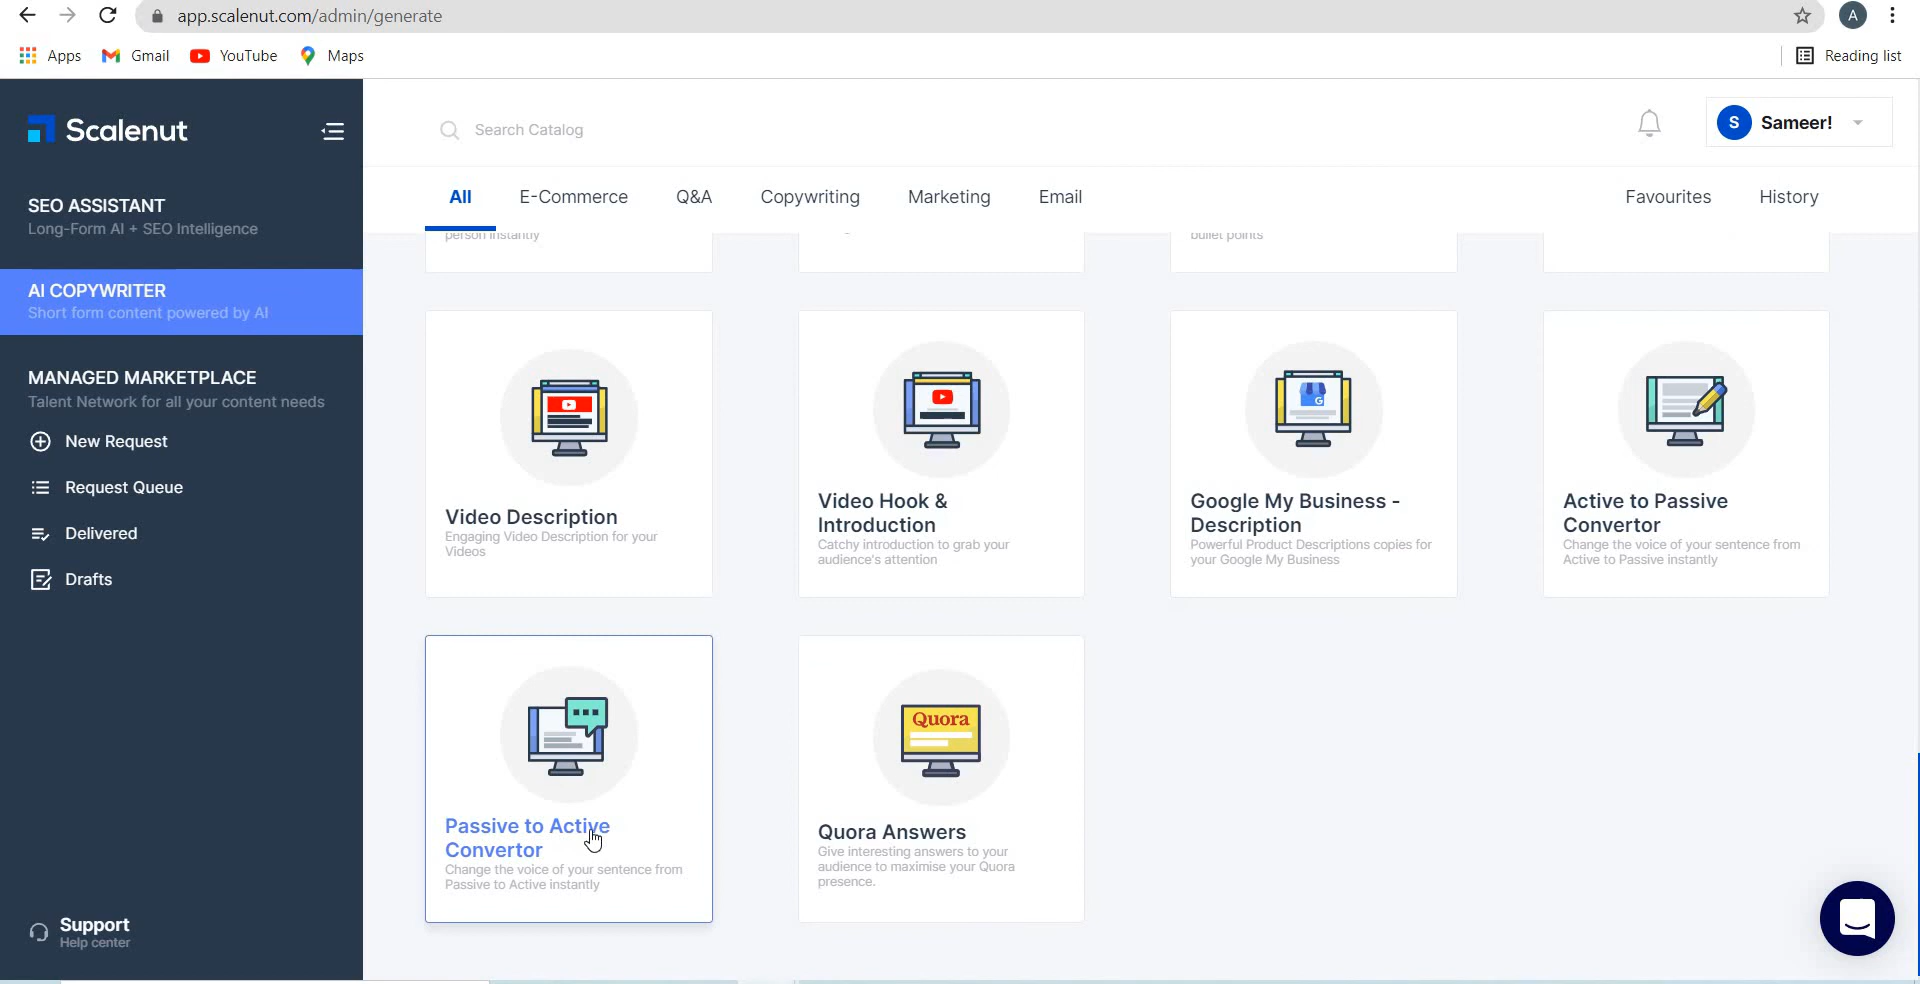 app.scalenut.com/admin/generate
A
Apps
Gmail
YouTube
Maps
Reading list
Scalenut
Search Catalog
S
Sameer!
SEO ASSISTANT
Long-Form AI + SEO Intelligence
AI COPYWRITER
Short form content powered by AI
MANAGED MARKETPLACE
Talent Network for all your content needs
New Request
Request Queue
Delivered
Drafts
Support
Help center
All
E-Commerce
Q&A
Copywriting
Marketing
Email
Favourites
History
person instantly
bullet points
Video Description
Engaging Video Description for your
Videos
Video Hook &
Introduction
Catchy introduction to grab your
audience's attention
G
Google My Business -
Description
Powerful Product Descriptions copies for
your Google My Business
Active to Passive
Convertor
Change the voice of your sentence from
Active to Passive instantly
Passive to Active
Convertor
Change the voice of your sentence from
Passive to Active instantly
Quora
Quora Answers
Give interesting answers to your
audience to maximise your Quora
presence.